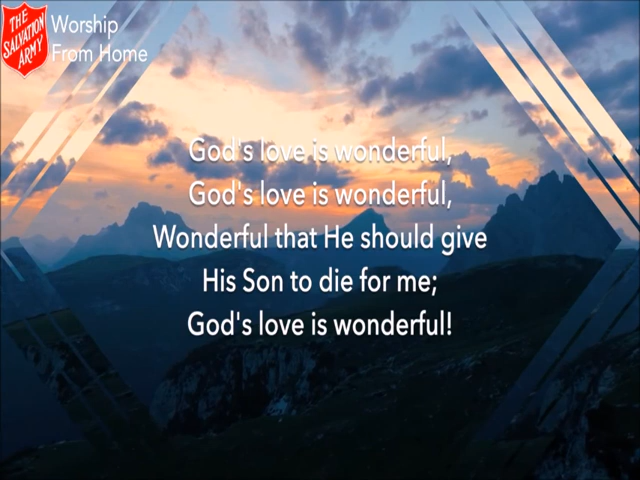 THE
SALVATION
ARMY
Worship
From Home
God's love is wonderful,
God's love is wonderful,
Wonderful that He should give
His Son to die for me;
God's love is wonderful!